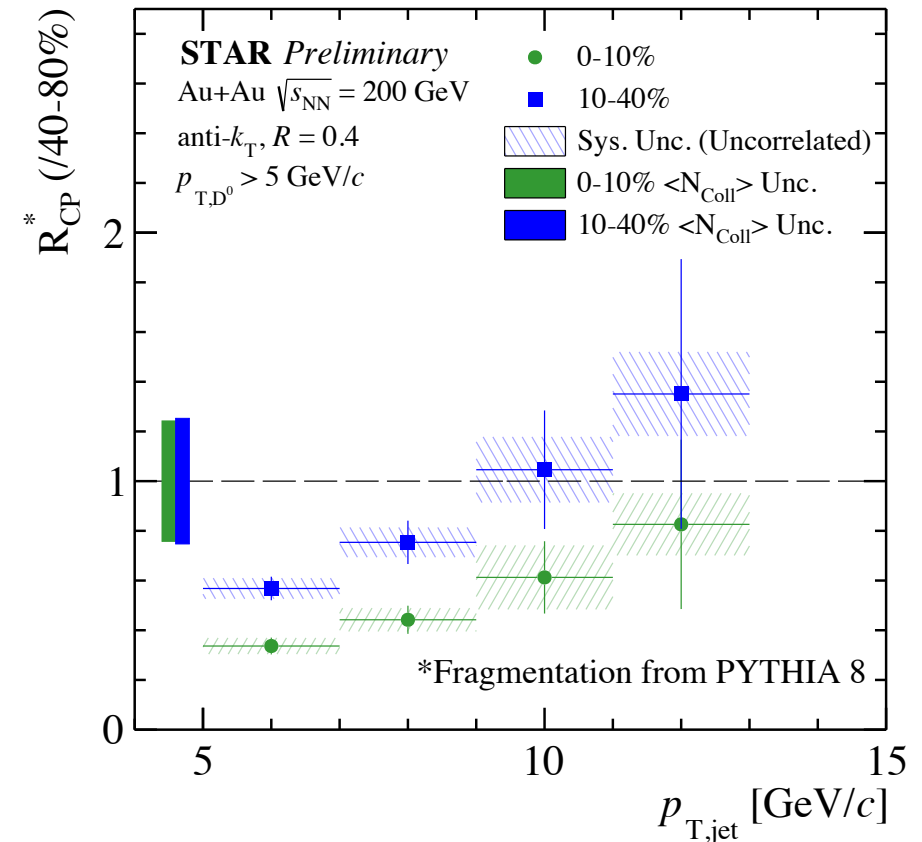 R*CP (/40-80%)
STAR Preliminary
Au+Au √sNN = 200 GeV
anti-kT, R = 0.4
pT,D0 > 5 GeV/c
0-10%
10-40%
Sys. Unc. (Uncorrelated)
0-10% <NColl> Unc.
10-40% <NColl> Unc.
2
1
0
*Fragmentation from PYTHIA 8
5 10 15
pT,jet [GeV/c]